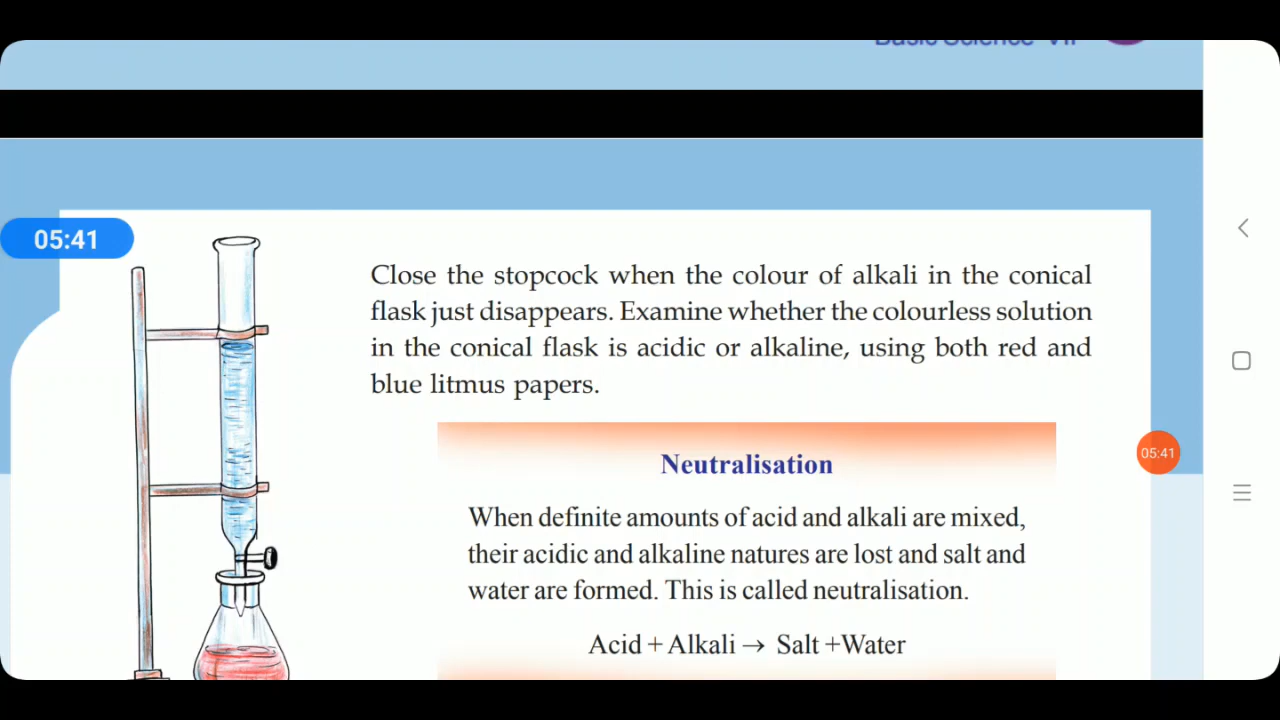 Basic Science VII
05:41
Close the stopcock when the colour of alkali in the conical
flask just disappears. Examine whether the colourless solution
in the conical flask is acidic or alkaline, using both red and
blue litmus papers.
Neutralisation
05:41
When definite amounts of acid and alkali are mixed,
their acidic and alkaline natures are lost and salt and
water are formed. This is called neutralisation.
Acid + Alkali → Salt +Water